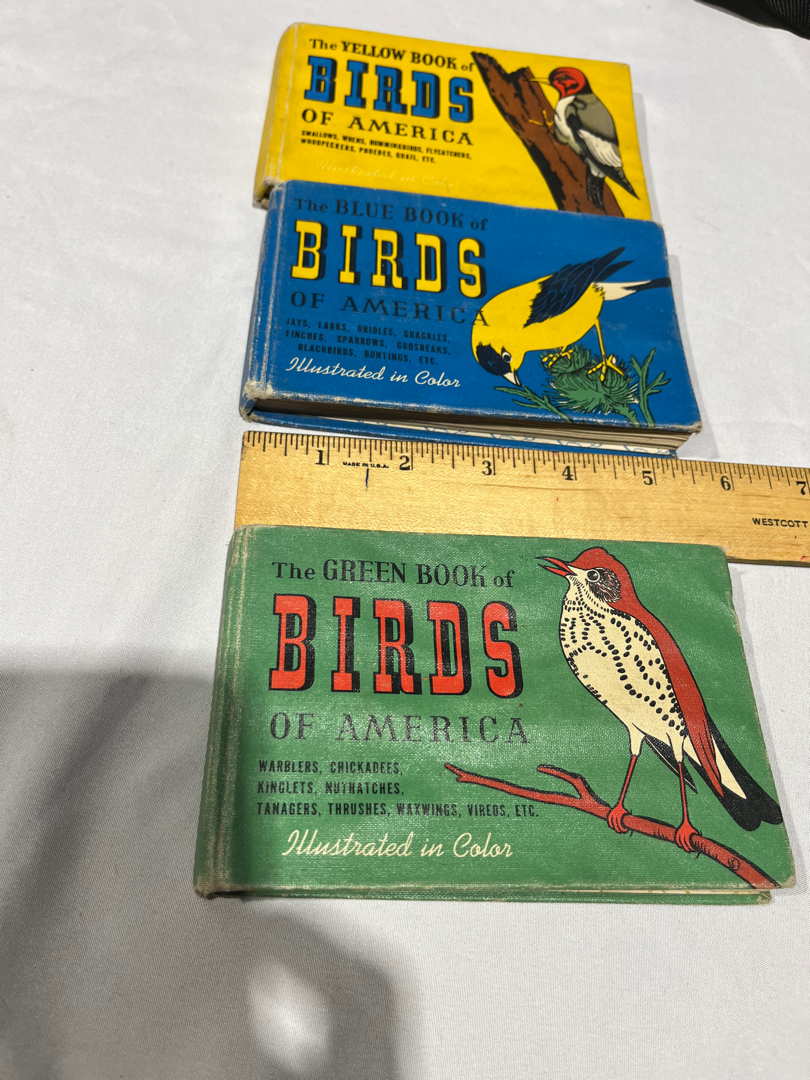 The YELLOW BOOK of
BIRDS
OF AMERICA
SWALLOWS, WRENS, HUMMINGBIRDS, FLYCATCHERS,
WOODPECKERS, PHOEBES, QUAIL, ETC.
Illustrated in Color
The BLUE BOOK of
BIRDS
OF AMERICA
JAYS, LARKS, ORIOLES, GRACKLES,
FINCHES, SPARROWS, GROSBEAKS,
BLACKBIRDS, BUNTINGS, ETC.
Illustrated in Color
1 2 3 4 5 6 7
MADE IN U.S.A.
WESTCOTT
The GREEN BOOK of
BIRDS
OF AMERICA
WARBLERS, CHICKADEES,
KINGLETS, NUTHATCHES,
TANAGERS, THRUSHES, WAXWINGS, VIREOS, ETC.
Illustrated in Color